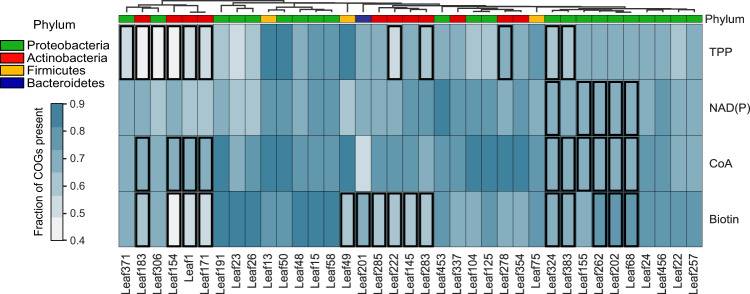 Phylum
Phylum
Proteobacteria
Actinobacteria
Firmicutes
Bacteroidetes
TPP
NAD(P)
CoA
Biotin
Fraction of COGs present
0.9
0.8
0.7
0.6
0.5
0.4
Leaf371 Leaf183 Leaf306 Leaf154 Leaf1 Leaf171 Leaf191 Leaf23 Leaf26 Leaf13 Leaf50 Leaf48 Leaf15 Leaf58 Leaf49 Leaf201 Leaf285 Leaf222 Leaf145 Leaf283 Leaf453 Leaf337 Leaf104 Leaf125 Leaf278 Leaf354 Leaf75 Leaf324 Leaf383 Leaf155 Leaf262 Leaf202 Leaf68 Leaf24 Leaf456 Leaf22 Leaf257